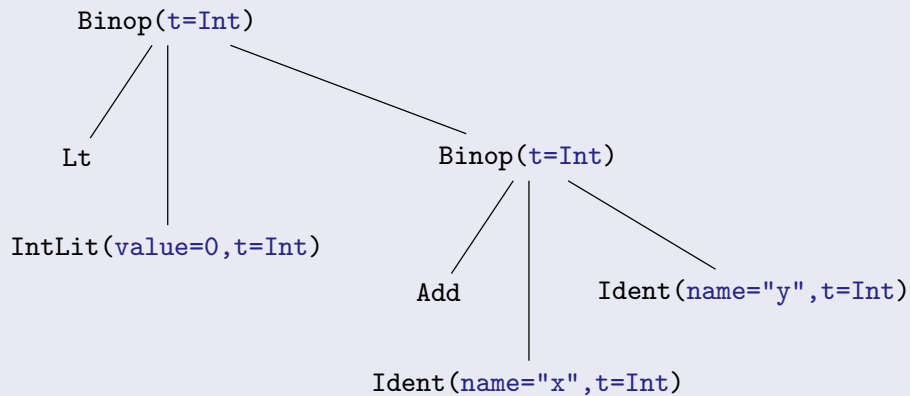 Binop(t=Int)
Lt
Binop(t=Int)
IntLit(value=0,t=Int)
Add
Ident(name="y",t=Int)
Ident(name="x",t=Int)